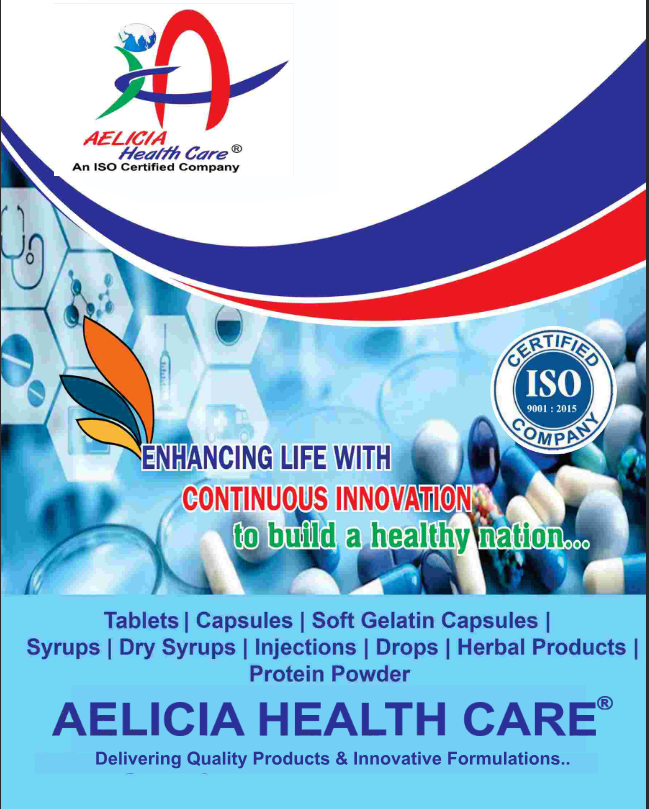 AELICIA
Health Care®
An ISO Certified Company
CERTIFIED
ISO
9001 : 2015
COMPANY
ENHANCING LIFE WITH
CONTINUOUS INNOVATION
to build a healthy nation...
Tablets | Capsules | Soft Gelatin Capsules |
Syrups | Dry Syrups | Injections | Drops | Herbal Products |
Protein Powder
AELICIA HEALTH CARE®
Delivering Quality Products & Innovative Formulations..